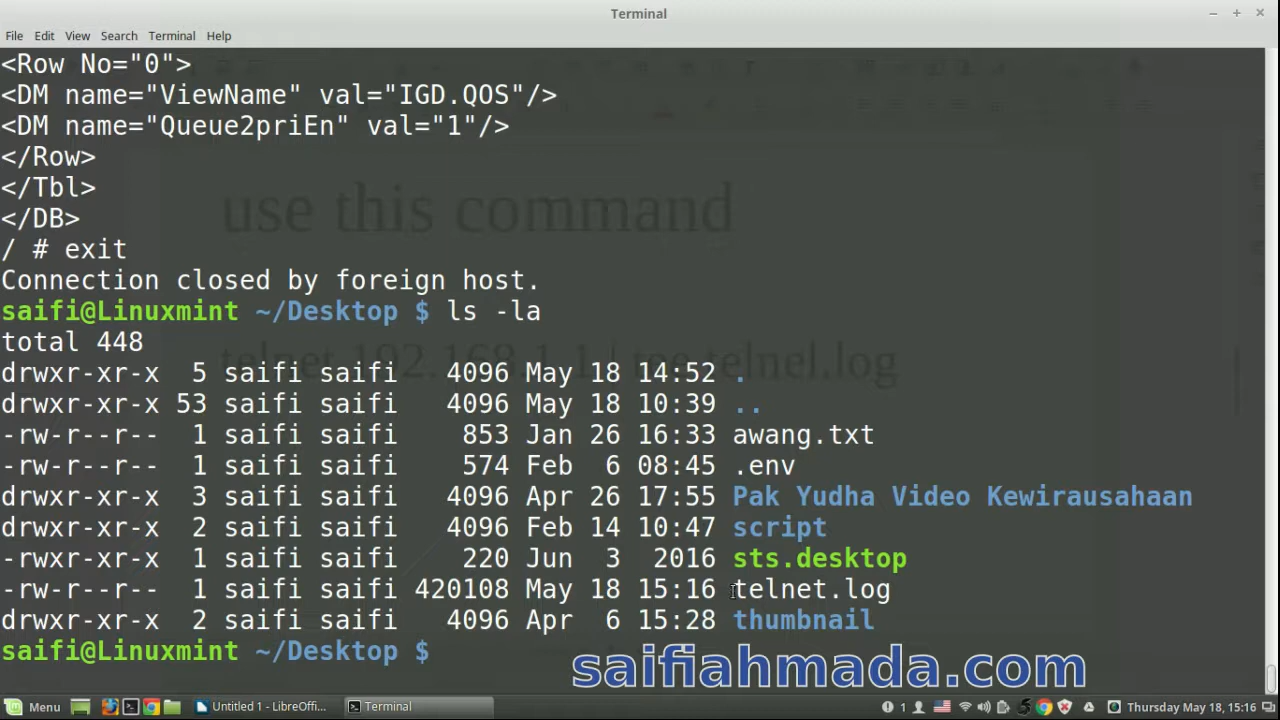 Terminal
File Edit View Search Terminal Help
<Row No="0">
<DM name="ViewName" val="IGD.QOS"/>
<DM name="Queue2priEn" val="1"/>
</Row>
</Tbl>
</DB>
use this command
/ # exit
Connection closed by foreign host.
saifi@Linuxmint ~/Desktop $ ls -la
total 448
telnet 192.168.1.1 | tee telnel.log
drwxr-xr-x 5 saifi saifi 4096 May 18 14:52 .
drwxr-xr-x 53 saifi saifi 4096 May 18 10:39 ..
-rw-r--r-- 1 saifi saifi 853 Jan 26 16:33 awang.txt
-rw-r--r-- 1 saifi saifi 574 Feb 6 08:45 .env
drwxr-xr-x 3 saifi saifi 4096 Apr 26 17:55 Pak Yudha Video Kewirausahaan
drwxr-xr-x 2 saifi saifi 4096 Feb 14 10:47 script
-rwxr-xr-x 1 saifi saifi 220 Jun 3 2016 sts.desktop
-rw-r--r-- 1 saifi saifi 420108 May 18 15:16 telnet.log
drwxr-xr-x 2 saifi saifi 4096 Apr 6 15:28 thumbnail
saifi@Linuxmint ~/Desktop $
saifiahmada.com
Menu Untitled 1 - LibreOffi... Terminal 1 Thursday May 18, 15:16